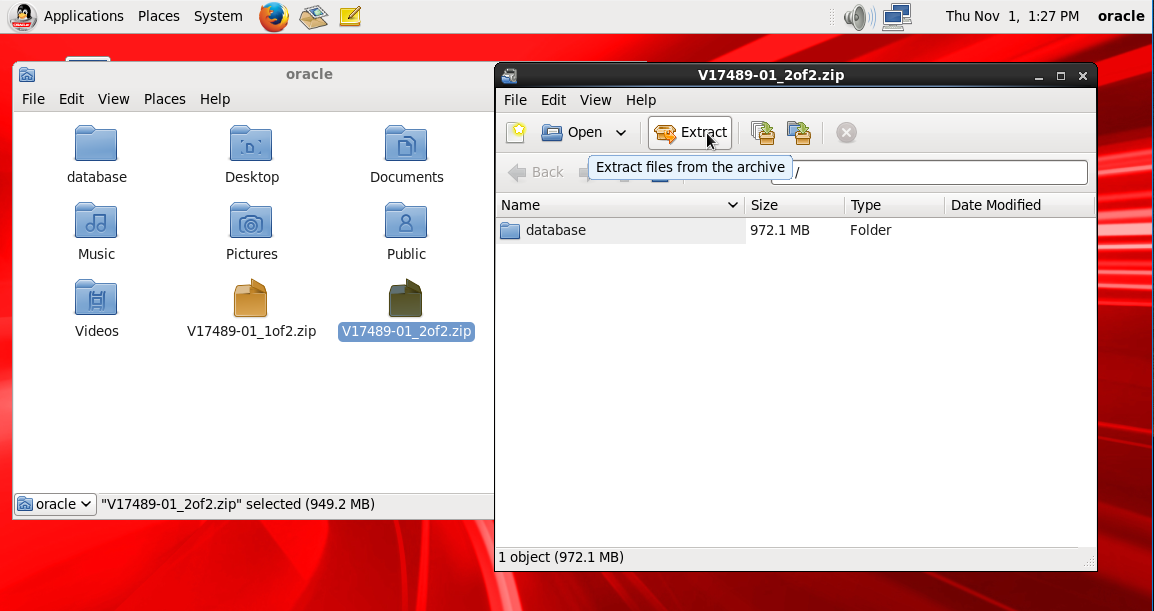 Applications Places System
Thu Nov 1, 1:27 PM oracle
oracle
File Edit View Places Help
database Desktop Documents
Music Pictures Public
Videos V17489-01_1of2.zip V17489-01_2of2.zip
oracle "V17489-01_2of2.zip" selected (949.2 MB)
V17489-01_2of2.zip
File Edit View Help
Open Extract
Back Extract files from the archive /
Name Size Type Date Modified
database 972.1 MB Folder
1 object (972.1 MB)